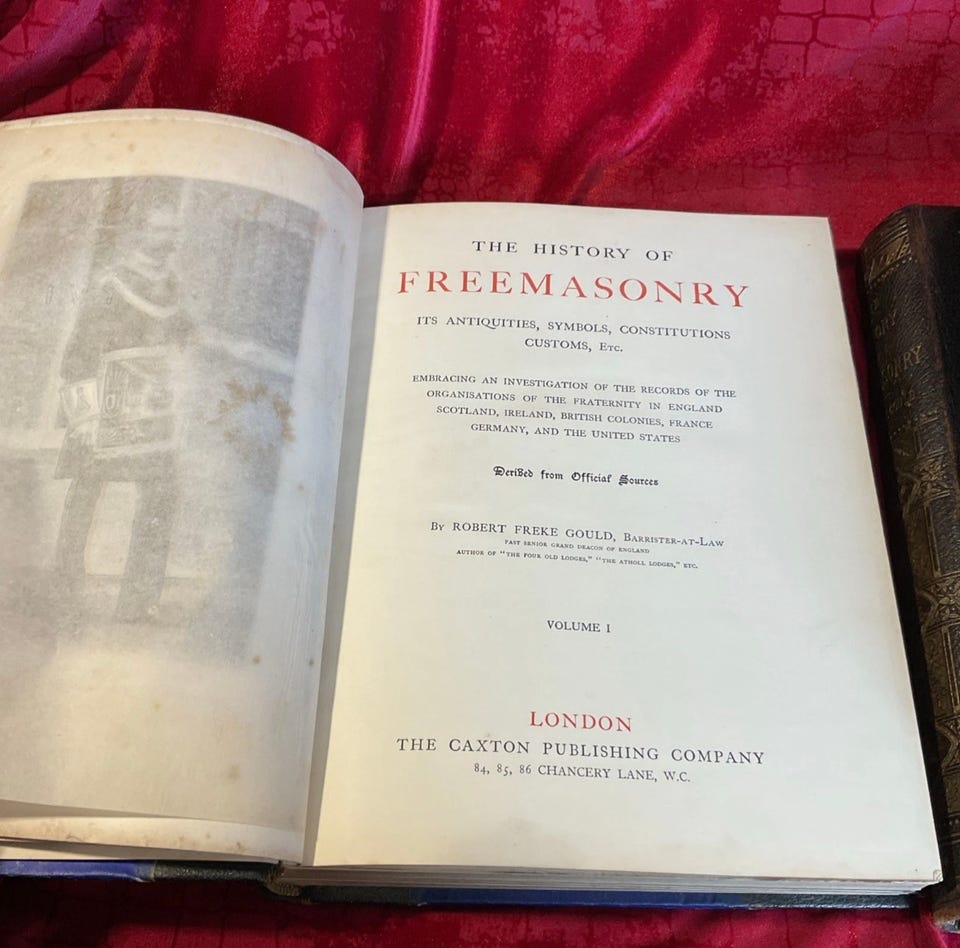 THE HISTORY OF
FREEMASONRY
ITS ANTIQUITIES, SYMBOLS, CONSTITUTIONS
CUSTOMS, ETC.
EMBRACING AN INVESTIGATION OF THE RECORDS OF THE
ORGANISATIONS OF THE FRATERNITY IN ENGLAND
SCOTLAND, IRELAND, BRITISH COLONIES, FRANCE
GERMANY, AND THE UNITED STATES
Derived from Official Sources
BY ROBERT FREKE GOULD, BARRISTER-AT-LAW
PAST SENIOR GRAND DEACON OF ENGLAND
AUTHOR OF "THE FOUR OLD LODGES," "THE ATHOLL LODGES," ETC.
VOLUME I
LONDON
THE CAXTON PUBLISHING COMPANY
84, 85, 86 CHANCERY LANE, W.C.